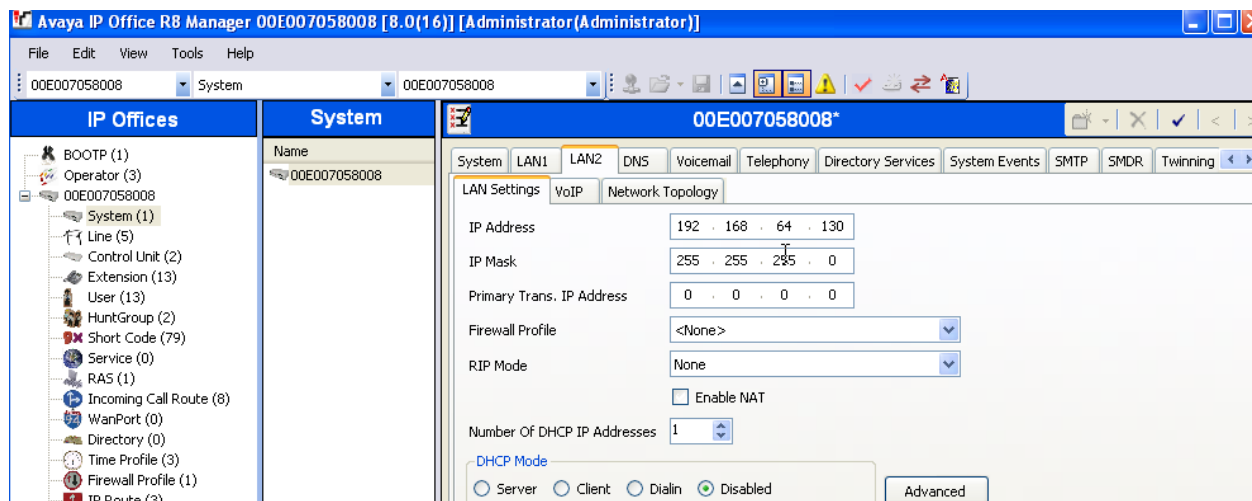 Avaya IP Office R8 Manager 00E007058008 [8.0(16)] [Administrator(Administrator)]
File Edit View Tools Help
00E007058008 System 00E007058008
IP Offices
BOOTP (1)
Operator (3)
00E007058008
System (1)
Line (5)
Control Unit (2)
Extension (13)
User (13)
HuntGroup (2)
Short Code (79)
Service (0)
RAS (1)
Incoming Call Route (8)
WanPort (0)
Directory (0)
Time Profile (3)
Firewall Profile (1)
IP Route (3)
System
Name
00E007058008
00E007058008*
System LAN1 LAN2 DNS Voicemail Telephony Directory Services System Events SMTP SMDR Twinning
LAN Settings VoIP Network Topology
IP Address 192 . 168 . 64 . 130
IP Mask 255 . 255 . 255 . 0
Primary Trans. IP Address 0 . 0 . 0 . 0
Firewall Profile <None>
RIP Mode None
Enable NAT
Number Of DHCP IP Addresses 1
DHCP Mode
Server Client Dialin Disabled Advanced